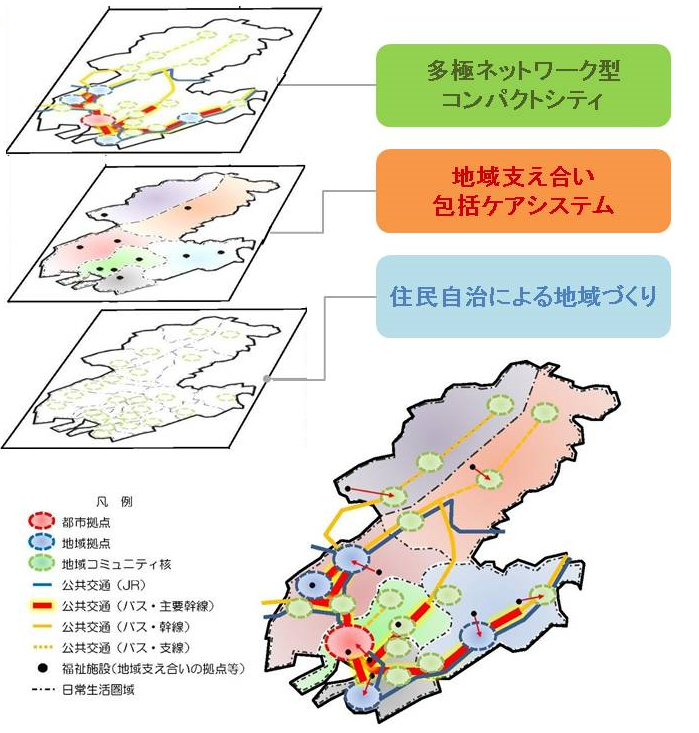 多極ネットワーク型
コンパクトシティ
地域支え合い
包括ケアシステム
住民自治による地域づくり
凡 例
都市拠点
地域拠点
地域コミュニティ核
公共交通（JR）
公共交通（バス・主要幹線）
公共交通（バス・幹線）
公共交通（バス・支線）
福祉施設（地域支え合いの拠点等）
日常生活圏域